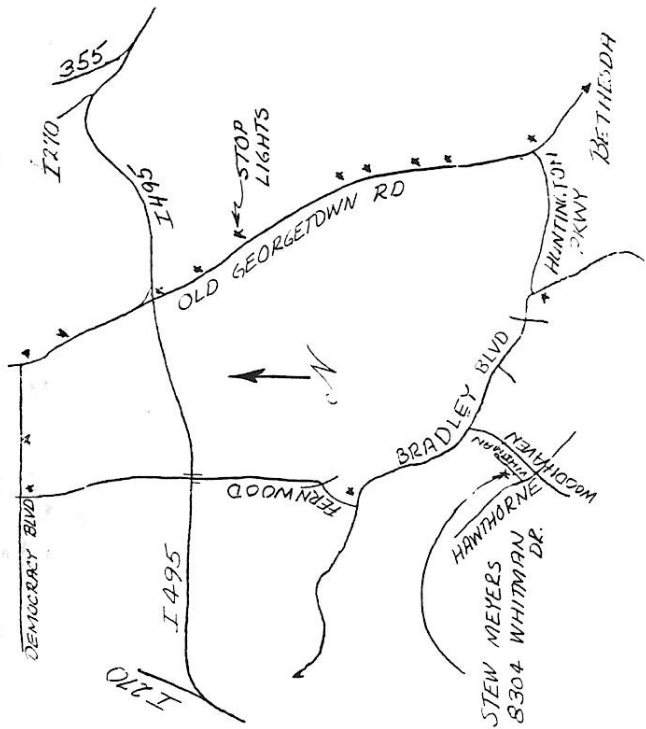 355
I270
I495
STOP
LIGHTS
OLD GEORGETOWN RD
BETHESDA
HUNTINGTON
PKWY
N
DEMOCRACY BLVD
FERNWOOD
BRADLEY BLVD
I495
I270
WHITMAN
WOODHAVEN
HAWTHORNE
STEW MEYERS
8304 WHITMAN
DR.